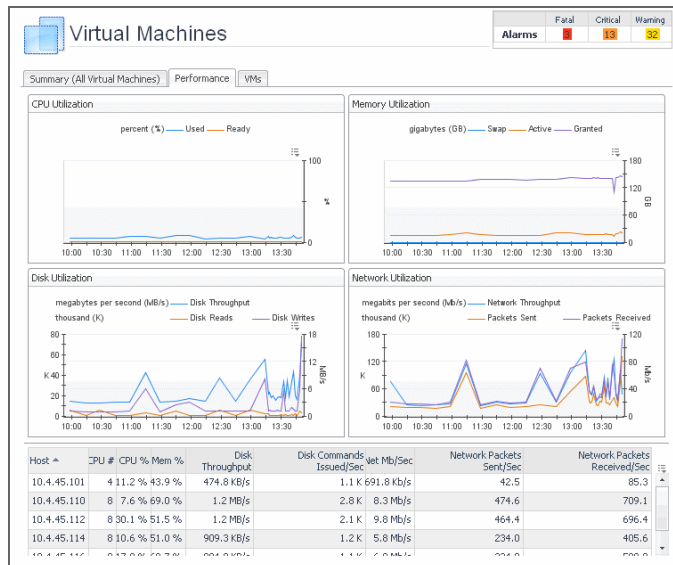 Virtual Machines
Fatal Critical Warning
Alarms 3 13 32
Summary (All Virtual Machines) Performance VMs
CPU Utilization
percent (%) Used Ready
100
%
0
10:00 10:30 11:00 11:30 12:00 12:30 13:00 13:30
Memory Utilization
gigabytes (GB) Swap Active Granted
180
120
GB
60
0
10:00 10:30 11:00 11:30 12:00 12:30 13:00 13:30
Disk Utilization
megabytes per second (MB/s) Disk Throughput
thousand (K) Disk Reads Disk Writes
80 18
60 12
K 40 MB/s
20 6
0 0
10:00 10:30 11:00 11:30 12:00 12:30 13:00 13:30
Network Utilization
megabits per second (Mb/s) Network Throughput
thousand (K) Packets Sent Packets Received
180 120
120 80
K Mb/s
60 40
0 0
10:00 10:30 11:00 11:30 12:00 12:30 13:00 13:30
Host CPU # CPU % Mem % Disk Throughput Disk Commands Issued/Sec Net Mb/Sec Network Packets Sent/Sec Network Packets Received/Sec
10.4.45.101 4 11.2 % 43.9 % 474.8 KB/s 1.1 K 691.8 Kb/s 42.5 85.3
10.4.45.110 8 7.6 % 69.0 % 1.2 MB/s 2.8 K 8.3 Mb/s 474.6 709.1
10.4.45.112 8 30.1 % 51.5 % 1.2 MB/s 2.1 K 9.8 Mb/s 464.4 696.4
10.4.45.114 8 10.6 % 51.0 % 909.3 KB/s 1.2 K 5.8 Mb/s 234.0 405.6